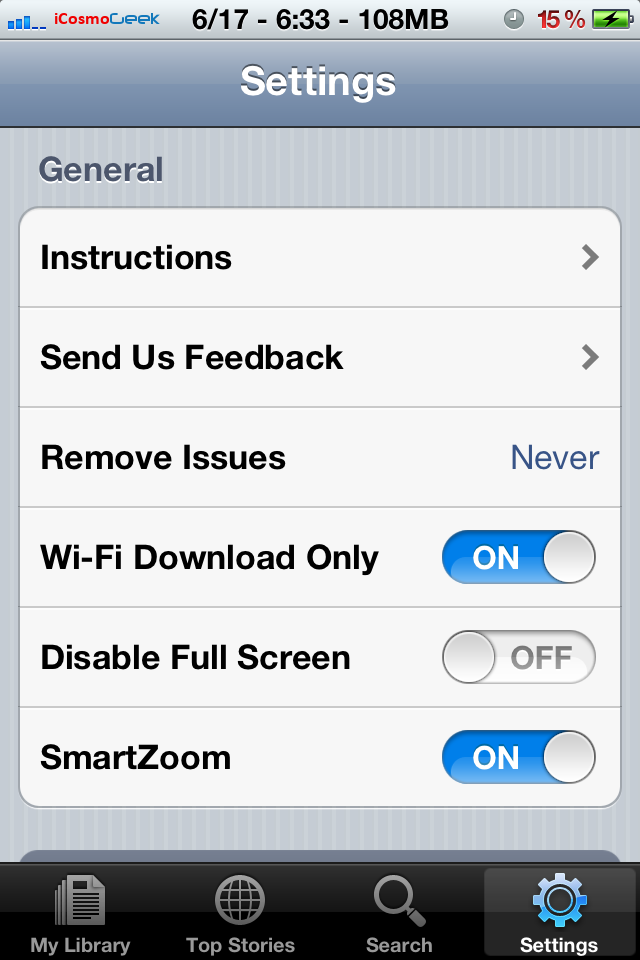 iCosmoGeek 6/17 - 6:33 - 108MB 15%
Settings
General
Instructions
Send Us Feedback
Remove Issues Never
Wi-Fi Download Only ON
Disable Full Screen OFF
SmartZoom ON
My Library Top Stories Search Settings